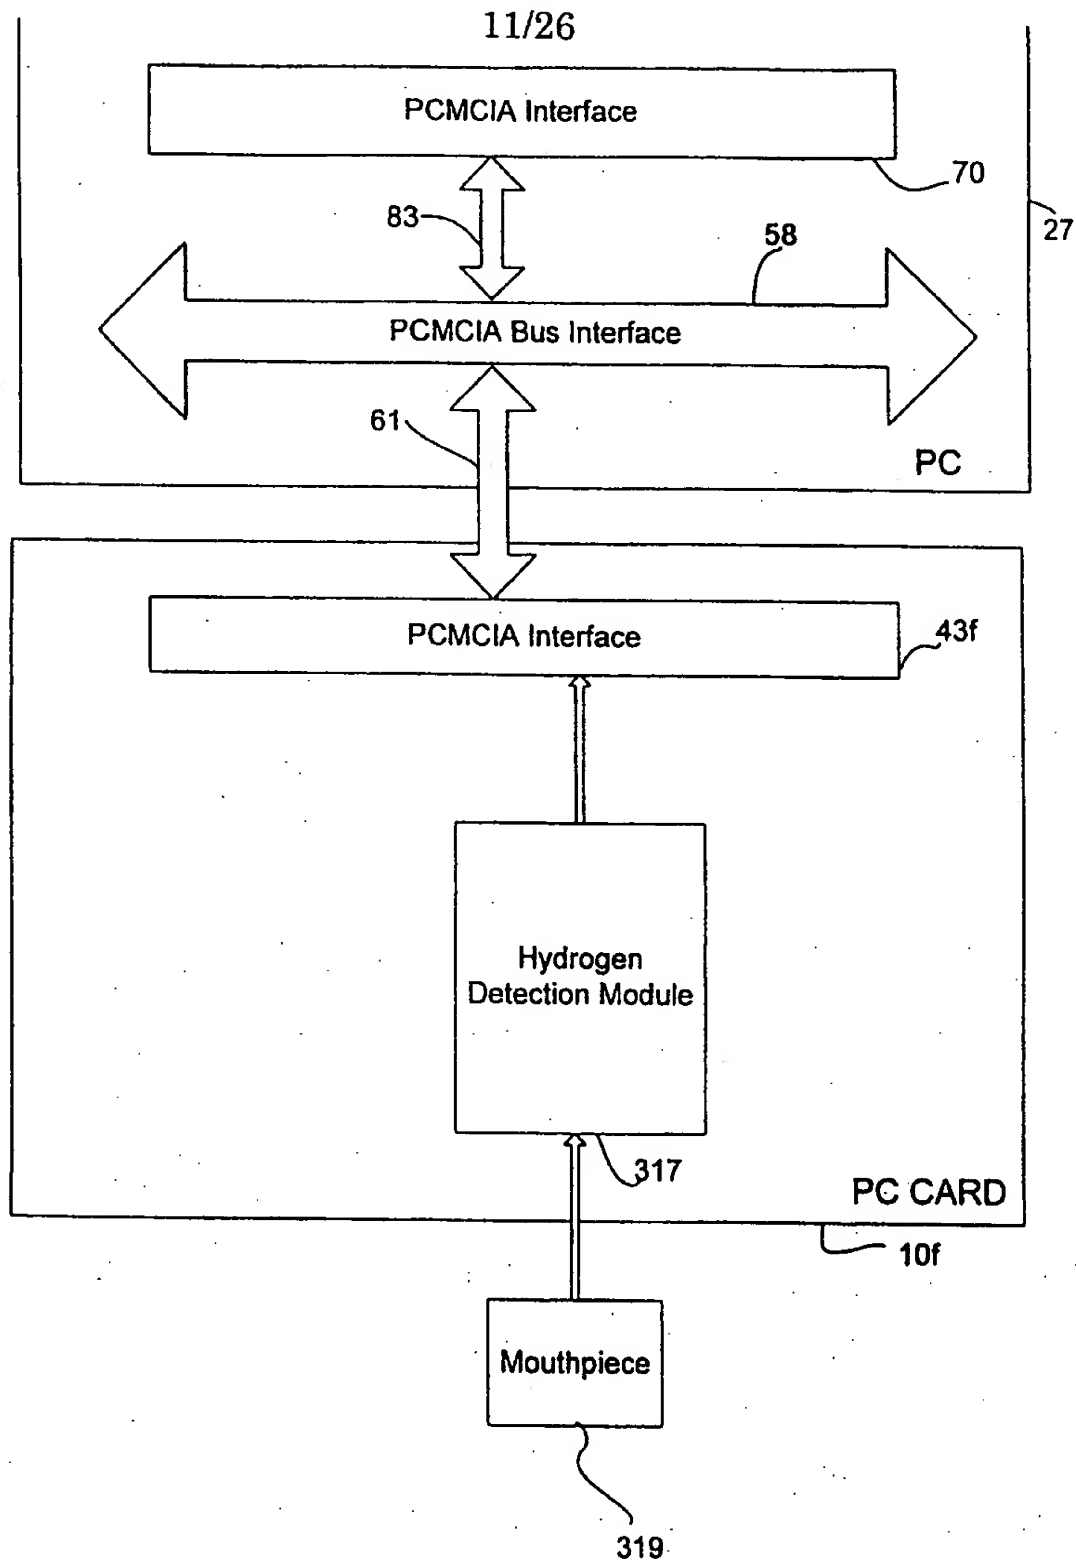 11/26
PCMCIA Interface
70
83
58
27
PCMCIA Bus Interface
61
PC
PCMCIA Interface
43f
Hydrogen
Detection Module
317
PC CARD
10f
Mouthpiece
319